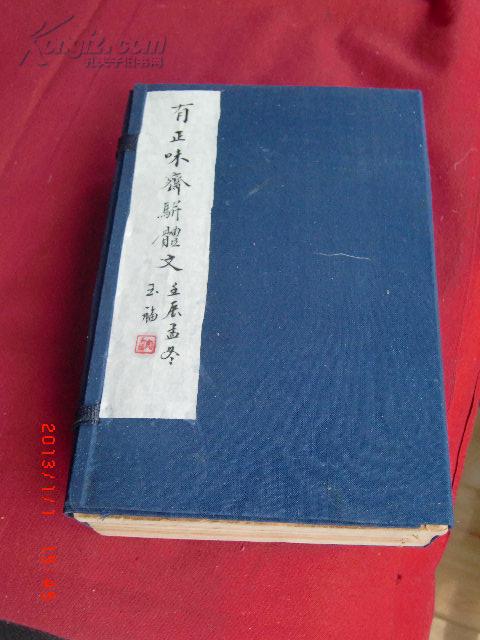 Kongfz.com
孔夫子旧书网
有正味齋駢體文
壬辰孟冬
玉福
2013/1/1